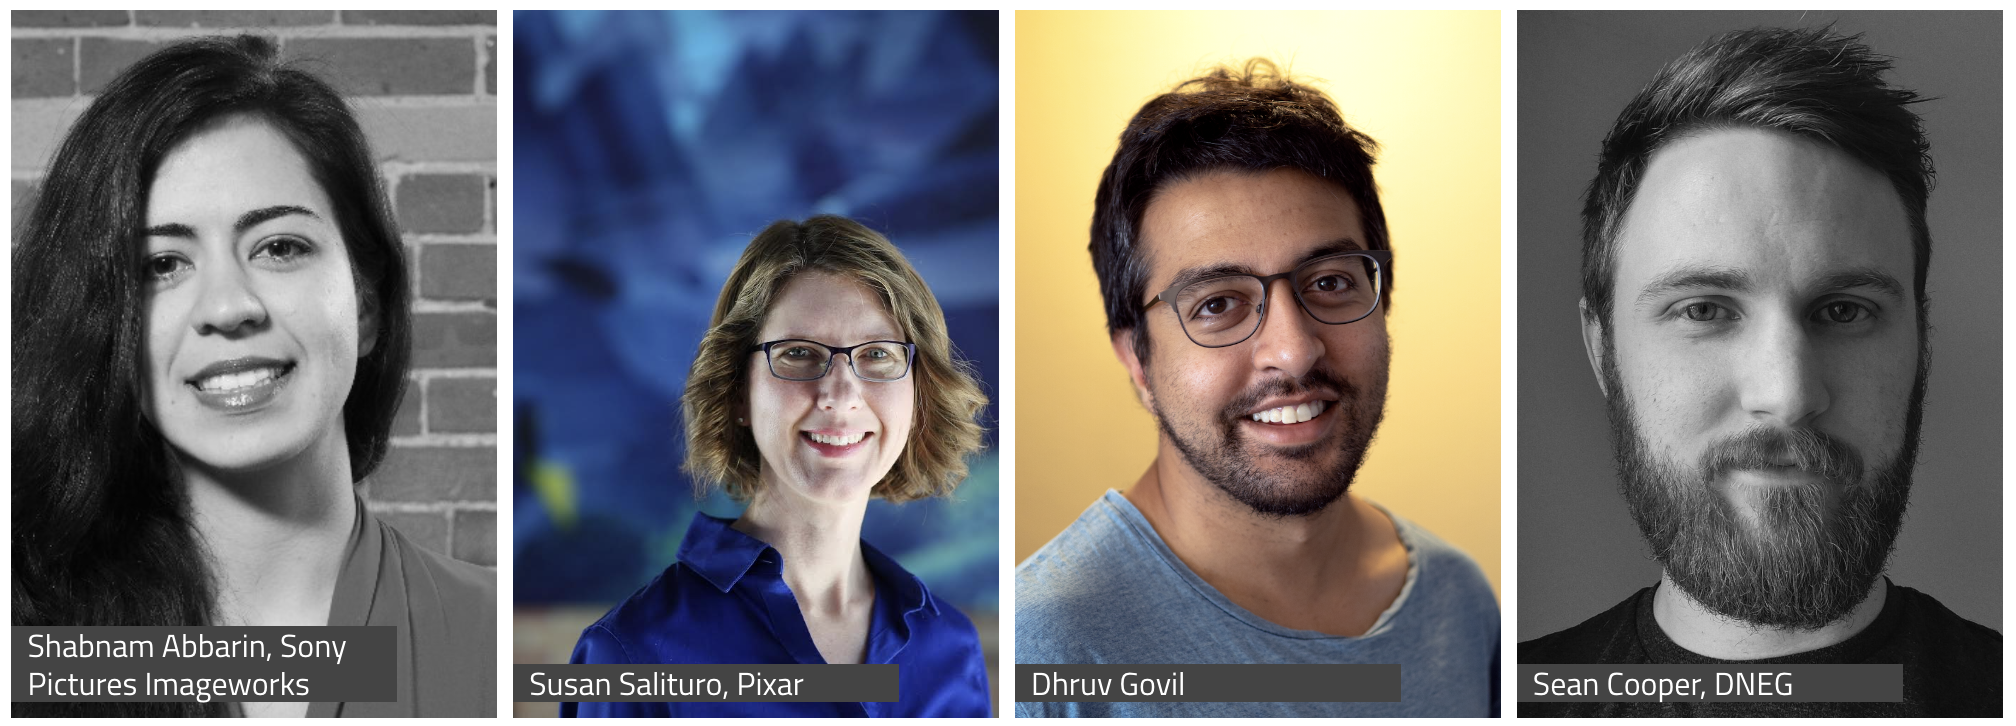 Shabnam Abbarin, Sony
Pictures Imageworks
Susan Salituro, Pixar
Dhruv Govil
Sean Cooper, DNEG